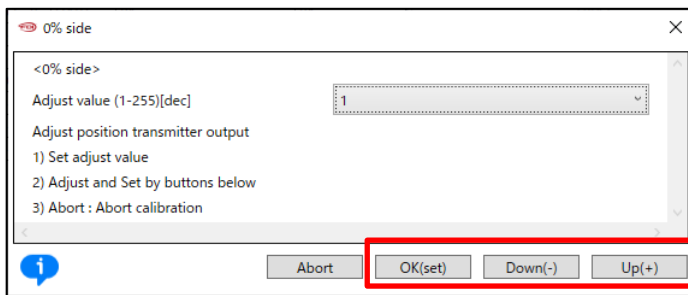 0% side
<0% side>
Adjust value (1-255)[dec] 1
Adjust position transmitter output
1) Set adjust value
2) Adjust and Set by buttons below
3) Abort : Abort calibration
Abort OK(set) Down(-) Up(+)